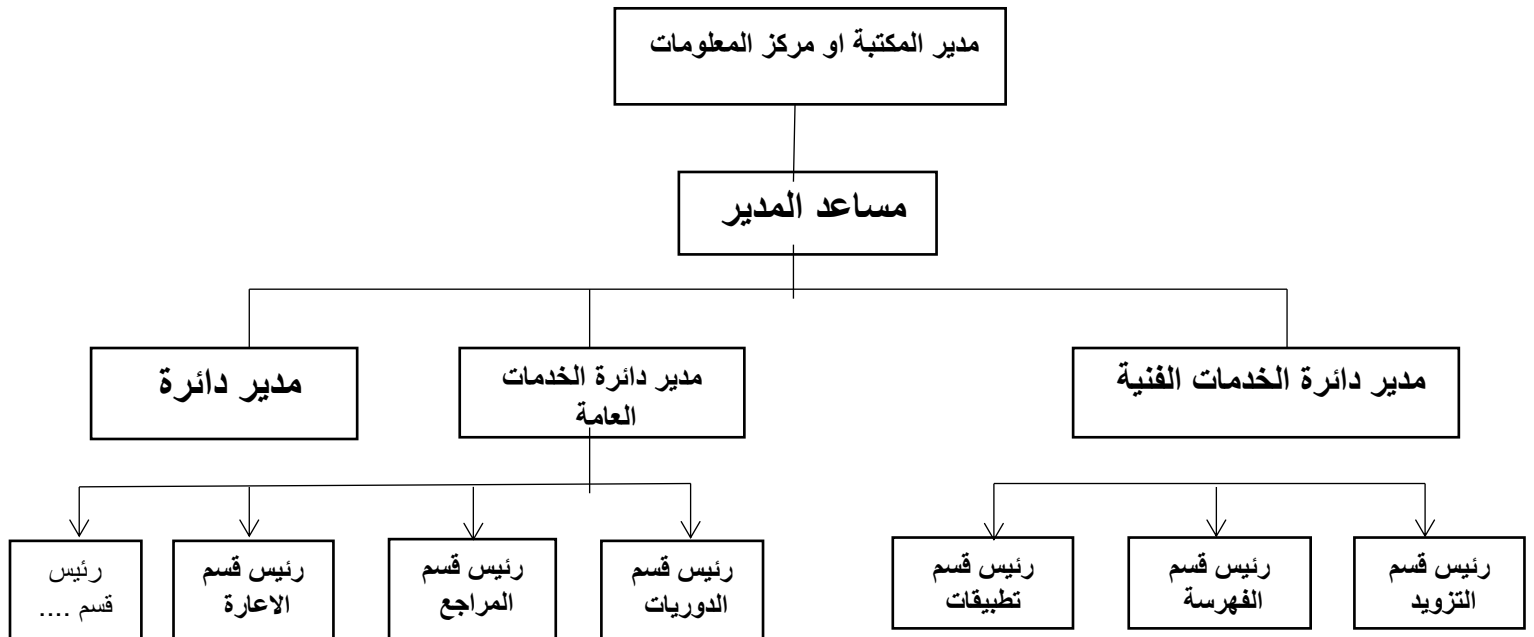 مدير المكتبة او مركز المعلومات
مساعد المدير
مدير دائرة الخدمات الفنية
مدير دائرة الخدمات
العامة
مدير دائرة
رئيس قسم
التزويد
رئيس قسم
الفهرسة
رئيس قسم
تطبيقات
رئيس قسم
الدوريات
رئيس قسم
المراجع
رئيس قسم
الاعارة
رئيس
قسم ....